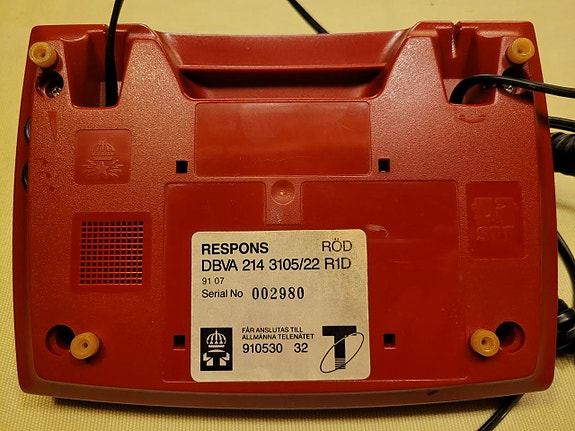 RESPONS RÖD
DBVA 214 3105/22 R1D
91 07
Serial No 002980
FÅR ANSLUTAS TILL
ALLMÄNNA TELENÄTET
910530 32